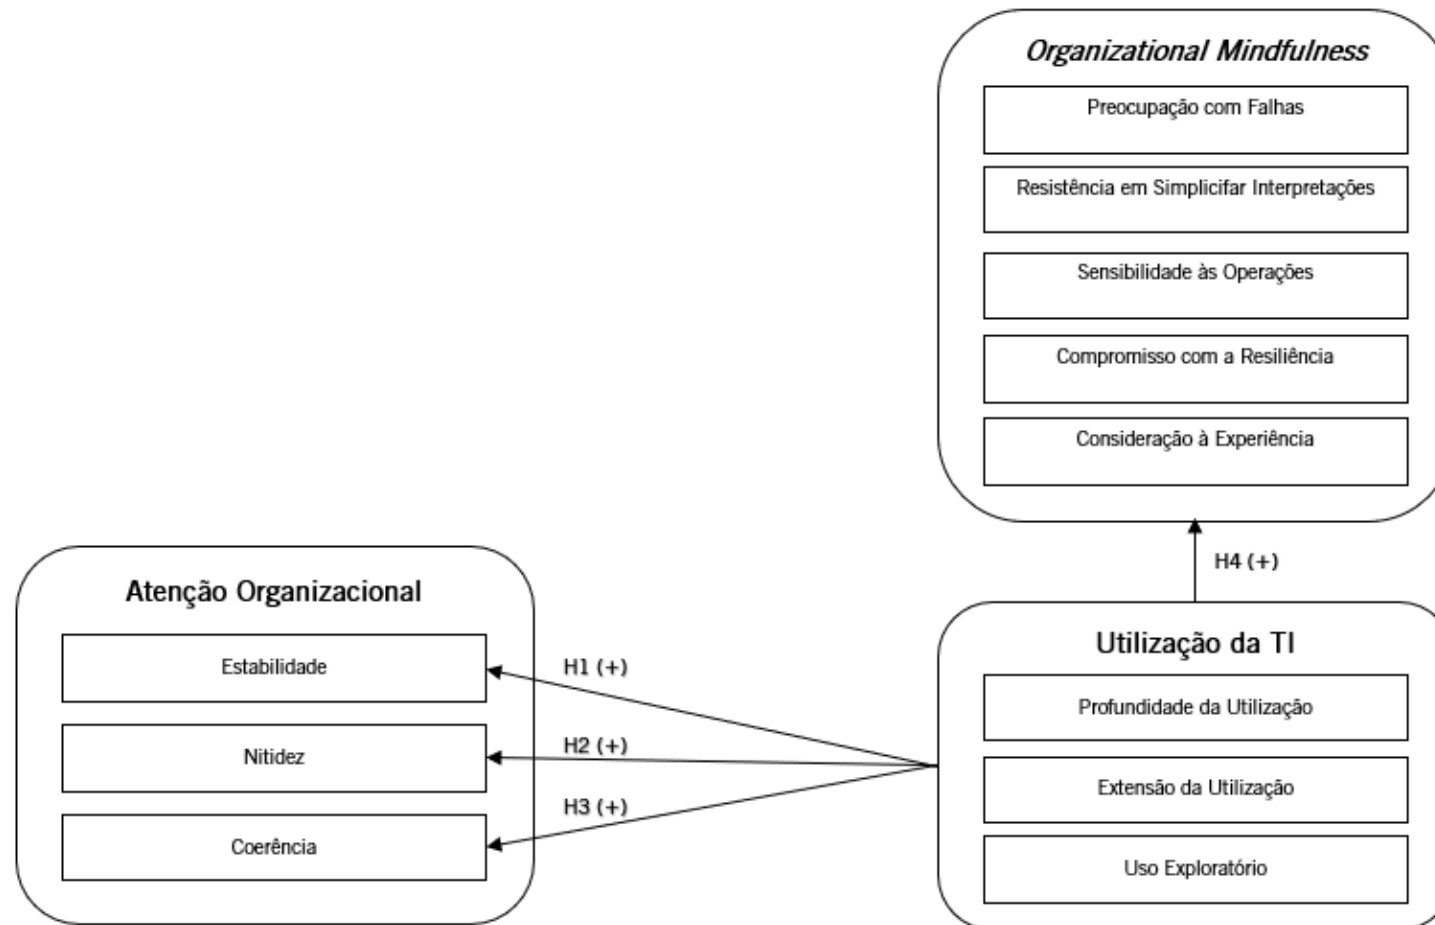 Organizational Mindfulness
Preocupação com Falhas
Resistência em Simplicifar Interpretações
Sensibilidade às Operações
Compromisso com a Resiliência
Consideração à Experiência
H4 (+)
Atenção Organizacional
Estabilidade
Nitidez
Coerência
H1 (+)
H2 (+)
H3 (+)
Utilização da TI
Profundidade da Utilização
Extensão da Utilização
Uso Exploratório